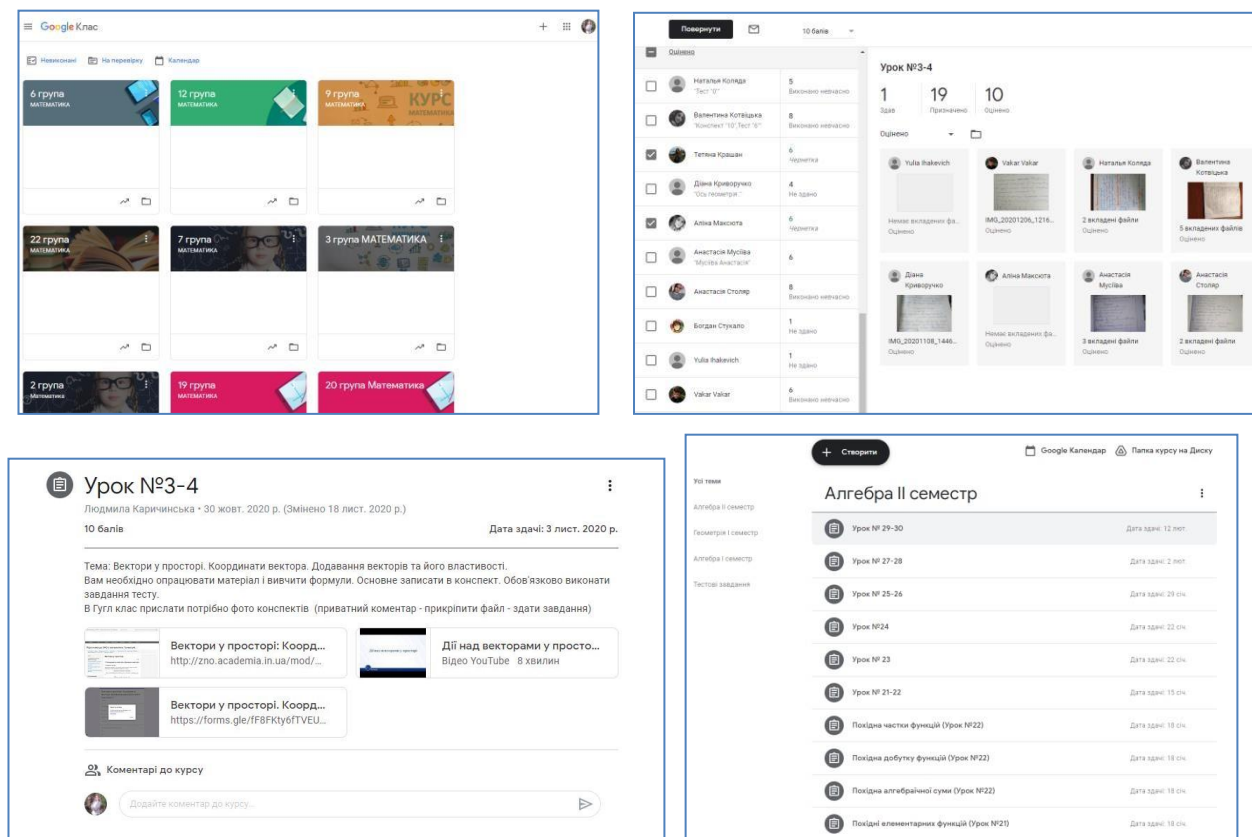 Google Клас
Невиконані На перевірку Календар
6 група
МАТЕМАТИКА
12 група
МАТЕМАТИКА
9 група
МАТЕМАТИКА
КУРС
МАТЕМАТИКА
22 група
МАТЕМАТИКА
7 група
МАТЕМАТИКА
3 група МАТЕМАТИКА
2 група
Математика
19 група
МАТЕМАТИКА
20 група Математика
Повернути 10 балів
Оцінено
Наталья Коляда 5
"Тест "0" Виконано невчасно
Валентина Котвіцька 8
"Конспект "10",Тест "6" Виконано невчасно
Тетяна Крашан 6
Чернетка
Діана Криворучко 4
"Ось геометрія." Не здано
Аліна Максюта 6
Чернетка
Анастасія Мусіїва 6
"Мусієва Анастасія"
Анастасія Столяр 8
Виконано невчасно
Богдан Стукало 1
Не здано
Yulia Ihakevich 1
Не здано
Vakar Vakar 6
Виконано невчасно
Урок №3-4
1 19 10
Здав Призначено Оцінено
Оцінено
Yulia Ihakevich
Немає вкладених фа...
Оцінено
Vakar Vakar
IMG_20201206_1216...
Оцінено
Наталья Коляда
2 вкладені файли
Оцінено
Валентина
Котвіцька
5 вкладених файлів
Оцінено
Діана
Криворучко
IMG_20201108_1446...
Оцінено
Аліна Максюта
Немає вкладених фа...
Оцінено
Анастасія
Мусіїва
3 вкладені файли
Оцінено
Анастасія
Столяр
2 вкладені файли
Оцінено
Урок №3-4
Людмила Каричинська • 30 жовт. 2020 р. (Змінено 18 лист. 2020 р.)
10 балів Дата здачі: 3 лист. 2020 р.
Тема: Вектори у просторі. Координати вектора. Додавання векторів та його властивості.
Вам необхідно опрацювати матеріал і вивчити формули. Основне записати в конспект. Обов'язково виконати
завдання тесту.
В Гугл клас прислати потрібно фото конспектів (приватний коментар - прикріпити файл - здати завдання)
Вектори у просторі: Коорд...
http://zno.academia.in.ua/mod/...
Дії над векторами у просто...
Відео YouTube 8 хвилин
Вектори у просторі. Коорд...
https://forms.gle/fF8FKty6fTVEU...
Коментарі до курсу
Додайте коментар до курсу...
Створити Google Календар Папка курсу на Диску
Усі теми
Алгебра ІІ семестр
Геометрія І семестр
Алгебра І семестр
Тестові завдання
Алгебра ІІ семестр
Урок № 29-30 Дата здачі: 12 лют.
Урок № 27-28 Дата здачі: 2 лют.
Урок № 25-26 Дата здачі: 29 січ.
Урок №24 Дата здачі: 22 січ.
Урок № 23 Дата здачі: 22 січ.
Урок № 21-22 Дата здачі: 15 січ.
Похідна частки функцій (Урок №22) Дата здачі: 18 січ.
Похідна добутку функцій (Урок №22) Дата здачі: 18 січ.
Похідна алгебраїчної суми (Урок №22) Дата здачі: 18 січ.
Похідні елементарних функцій (Урок №21) Дата здачі: 18 січ.